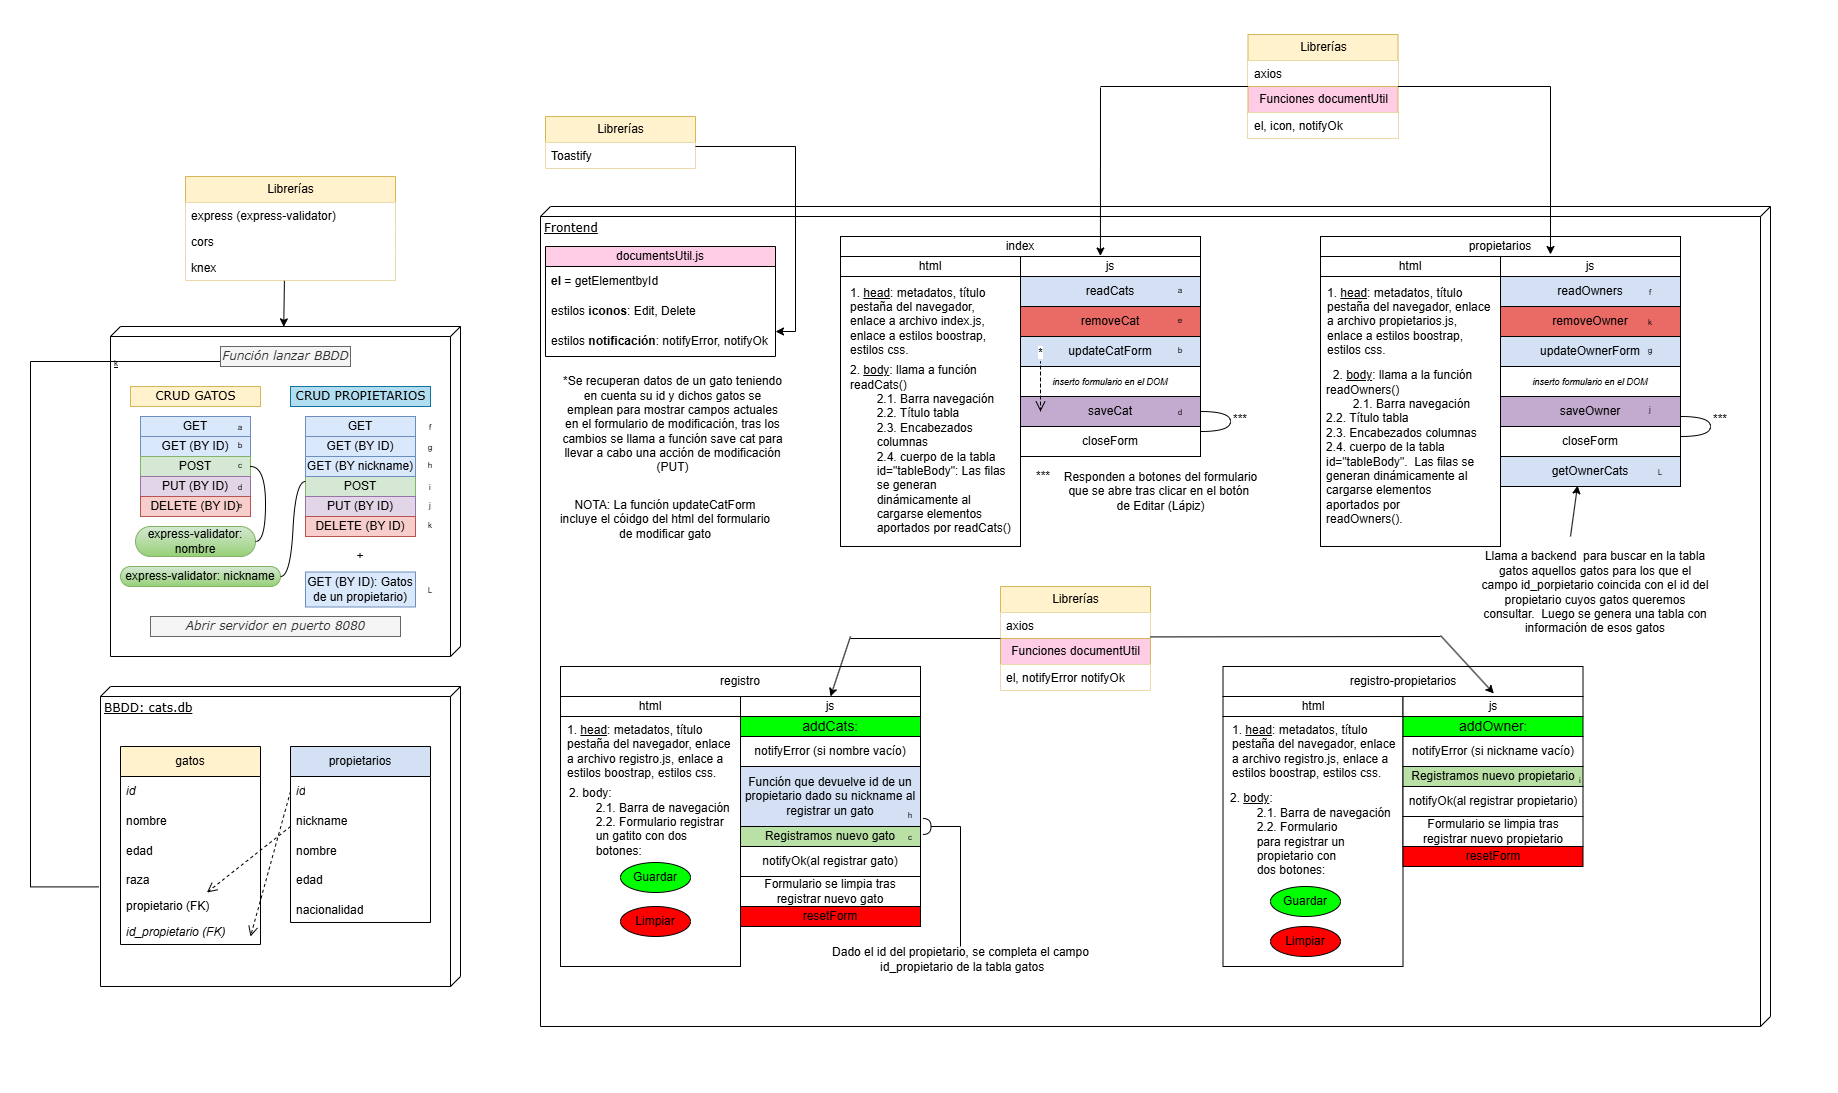 Librerías
express (express-validator)
cors
knex
k
Función lanzar BBDD
CRUD GATOS
GET a
GET (BY ID) b
POST c
PUT (BY ID) d
DELETE (BY ID)e
express-validator:
nombre
express-validator: nickname
CRUD PROPIETARIOS
GET f
GET (BY ID) g
GET (BY nickname) h
POST i
PUT (BY ID) j
DELETE (BY ID) k
+
GET (BY ID): Gatos
de un propietario) L
Abrir servidor en puerto 8080
BBDD: cats.db
gatos
id
nombre
edad
raza
propietario (FK)
id_propietario (FK)
propietarios
id
nickname
nombre
edad
nacionalidad
Librerías
Toastify
Librerías
axios
Funciones documentUtil
el, icon, notifyOk
Frontend
documentsUtil.js
el = getElementbyId
estilos iconos: Edit, Delete
estilos notificación: notifyError, notifyOk
*Se recuperan datos de un gato teniendo
en cuenta su id y dichos gatos se
emplean para mostrar campos actuales
en el formulario de modificación, tras los
cambios se llama a función save cat para
llevar a cabo una acción de modificación
(PUT)
NOTA: La función updateCatForm
incluye el cóidgo del html del formulario
de modificar gato
index
html
1. head: metadatos, título
pestaña del navegador,
enlace a archivo index.js,
enlace a estilos boostrap,
estilos css.
2. body: llama a función
readCats()
2.1. Barra navegación
2.2. Título tabla
2.3. Encabezados
columnas
2.4. cuerpo de la tabla
id="tableBody": Las filas
se generan
dinámicamente al
cargarse elementos
aportados por readCats()
js
readCats a
removeCat e
* updateCatForm b
inserto formulario en el DOM
saveCat d
***
closeForm
*** Responden a botones del formulario
que se abre tras clicar en el botón
de Editar (Lápiz)
propietarios
html
1. head: metadatos, título
pestaña del navegador, enlace
a archivo propietarios.js,
enlace a estilos boostrap,
estilos css.
2. body: llama a la función
readOwners()
2.1. Barra navegación
2.2. Título tabla
2.3. Encabezados columnas
2.4. cuerpo de la tabla
id="tableBody". Las filas se
generan dinámicamente al
cargarse elementos
aportados por
readOwners().
js
readOwners f
removeOwner k
updateOwnerForm g
inserto formulario en el DOM
saveOwner j
***
closeForm
getOwnerCats L
Llama a backend para buscar en la tabla
gatos aquellos gatos para los que el
campo id_porpietario coincida con el id del
propietario cuyos gatos queremos
consultar. Luego se genera una tabla con
información de esos gatos
Librerías
axios
Funciones documentUtil
el, notifyError notifyOk
registro
html
1. head: metadatos, título
pestaña del navegador, enlace
a archivo registro.js, enlace a
estilos boostrap, estilos css.
2. body:
2.1. Barra de navegación
2.2. Formulario registrar
un gatito con dos
botones:
Guardar
Limpiar
js
addCats:
notifyError (si nombre vacío)
Función que devuelve id de un
propietario dado su nickname al
registrar un gato h
Registramos nuevo gato c
notifyOk(al registrar gato)
Formulario se limpia tras
registrar nuevo gato
resetForm
Dado el id del propietario, se completa el campo
id_propietario de la tabla gatos
registro-propietarios
html
1. head: metadatos, título
pestaña del navegador, enlace
a archivo registro.js, enlace a
estilos boostrap, estilos css.
2. body:
2.1. Barra de navegación
2.2. Formulario
para registrar un
propietario con
dos botones:
Guardar
Limpiar
js
addOwner:
notifyError (si nickname vacío)
Registramos nuevo propietario i
notifyOk(al registrar propietario)
Formulario se limpia tras
registrar nuevo propietario
resetForm